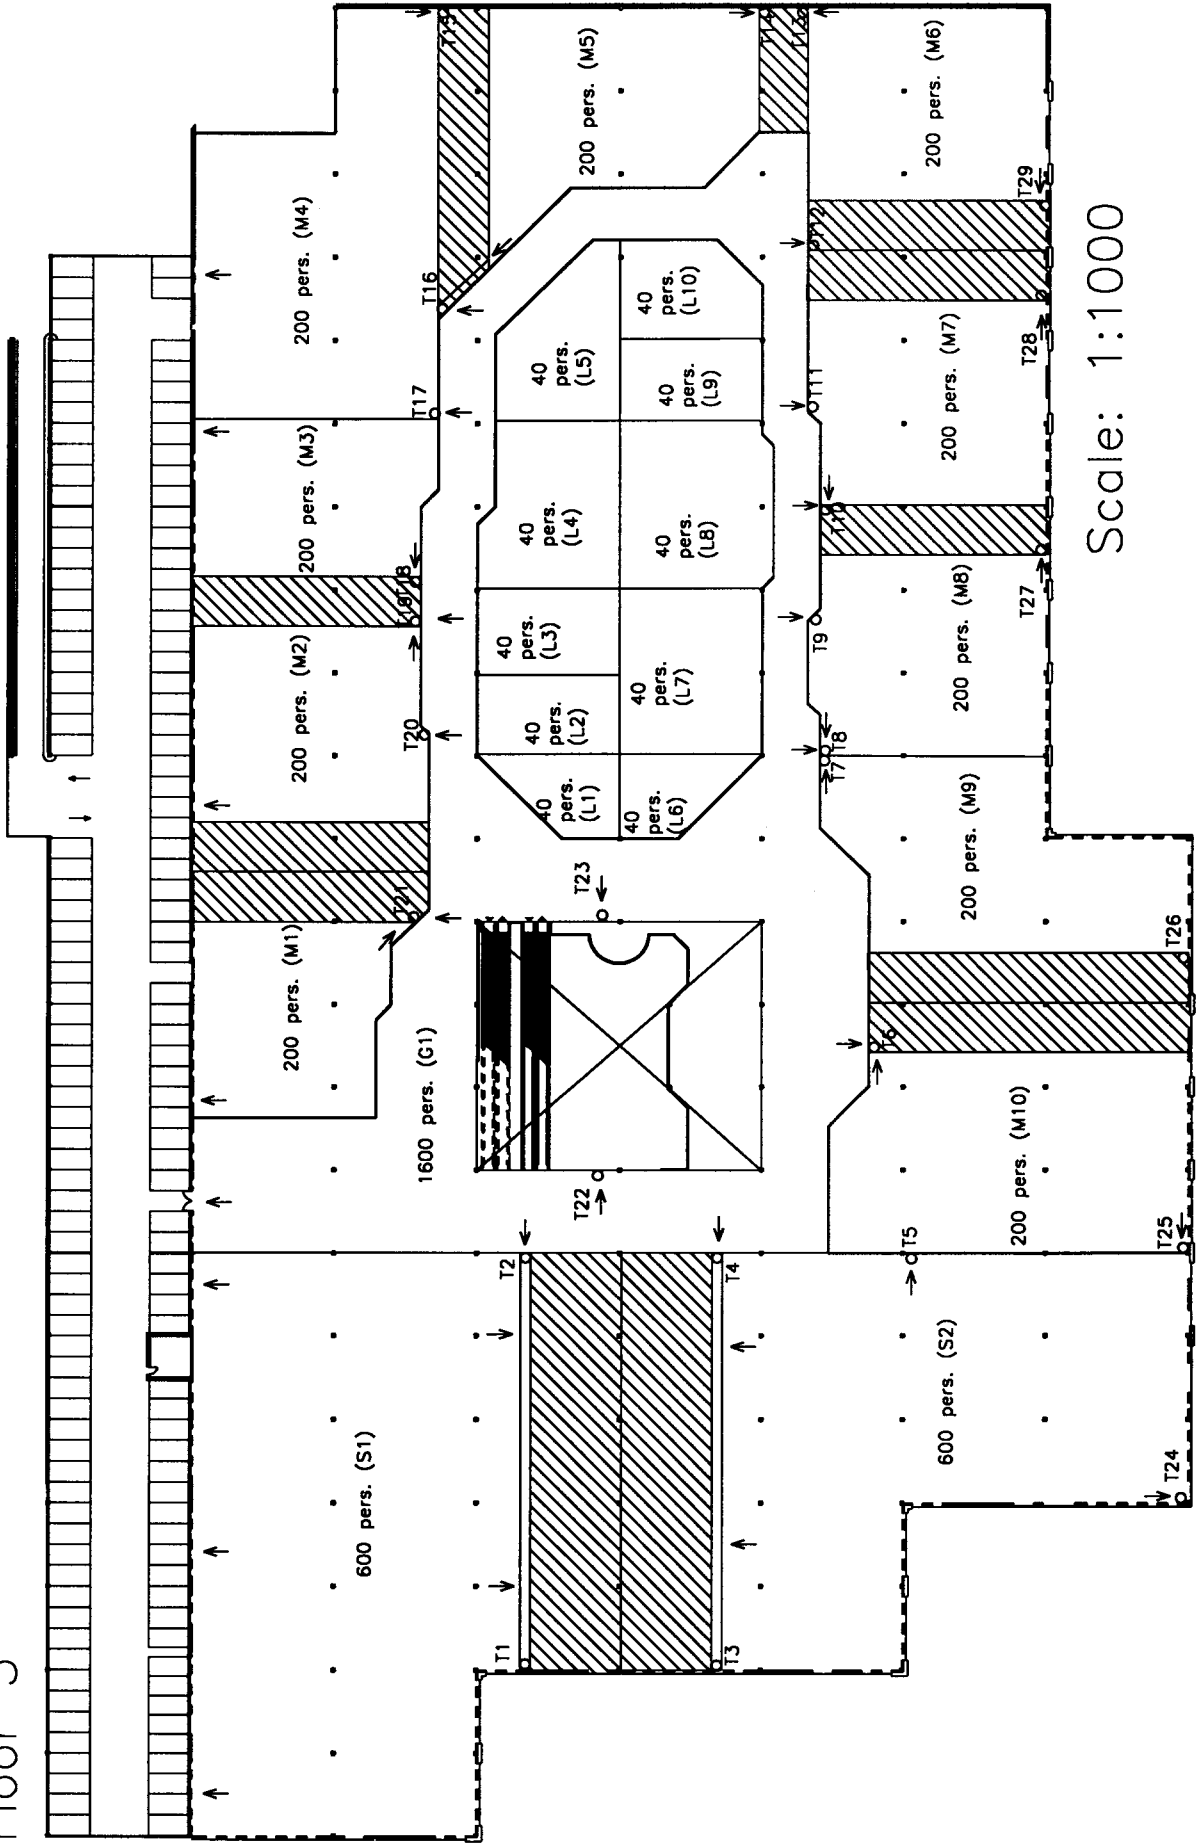 Floor 3
T15
T14
T13
200 pers. (M5)
200 pers. (M6)
200 pers. (M4)
T16
T12
T29
40
pers.
(L10)
40
pers.
(L5)
40
pers.
(L9)
T17
T11
200 pers. (M7)
T28
200 pers. (M3)
40
pers.
(L4)
40
pers.
(L8)
T10
T18
T19
T27
200 pers. (M2)
40
pers.
(L3)
40
pers.
(L7)
T9
200 pers. (M8)
T20
40
pers.
(L2)
T8
T7
40
pers.
(L1)
40
pers.
(L6)
T21
T23
200 pers. (M9)
T26
200 pers. (M1)
1600 pers. (G1)
T6
200 pers. (M10)
T22
T2
T4
T5
T25
600 pers. (S1)
600 pers. (S2)
T24
T1
T3
Scale: 1:1000